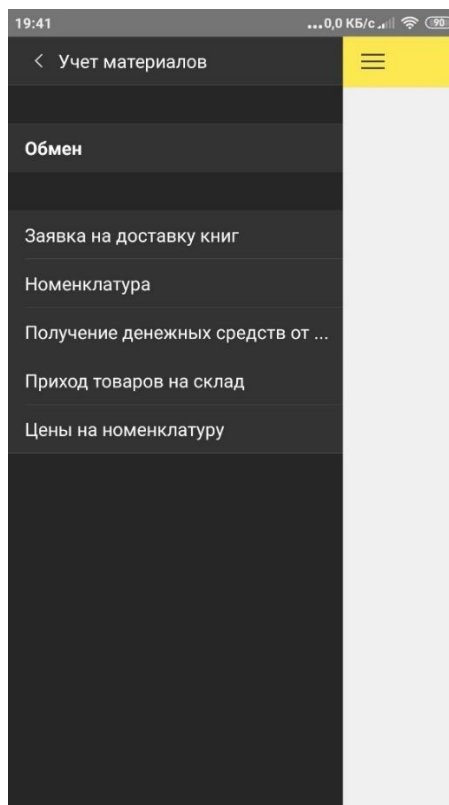 19:41 ...0,0 КБ/с 90
Учет материалов
Обмен
Заявка на доставку книг
Номенклатура
Получение денежных средств от ...
Приход товаров на склад
Цены на номенклатуру